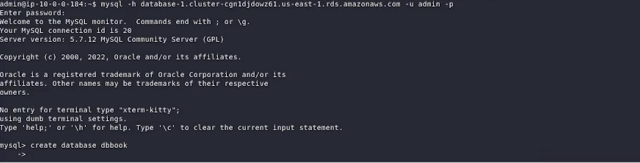 admin@ip-10-0-0-184:~$ mysql -h database-1.cluster-cgn1djdowz61.us-east-1.rds.amazonaws.com -u admin -p
Enter password:
Welcome to the MySQL monitor.  Commands end with ; or \g.
Your MySQL connection id is 20
Server version: 5.7.12 MySQL Community Server (GPL)
Copyright (c) 2000, 2022, Oracle and/or its affiliates.
Oracle is a registered trademark of Oracle Corporation and/or its
affiliates. Other names may be trademarks of their respective
owners.
No entry for terminal type "xterm-kitty";
using dumb terminal settings.
Type 'help;' or '\h' for help. Type '\c' to clear the current input statement.
mysql> create database dbbook
    ->